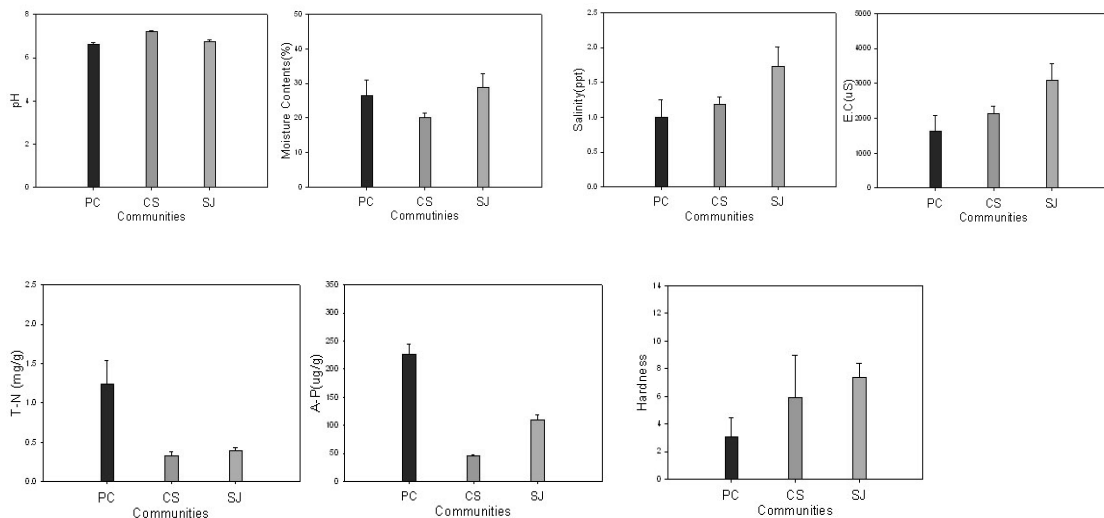 pH
8
6
4
2
0
PC CS SJ
Communities
Moisture Contents(%)
50
40
30
20
10
0
PC CS SJ
Commutinies
Salinity(ppt)
2.5
2.0
1.5
1.0
0.5
0.0
PC CS SJ
Communities
E.C(uS)
5000
4000
3000
2000
1000
0
PC CS SJ
Communities
T-N (mg/g)
2.5
2.0
1.5
1.0
0.5
0.0
PC CS SJ
Communities
A-P(ug/g)
350
300
250
200
150
100
50
0
PC CS SJ
Communities
Hardness
14
12
10
8
6
4
2
0
PC CS SJ
Communities